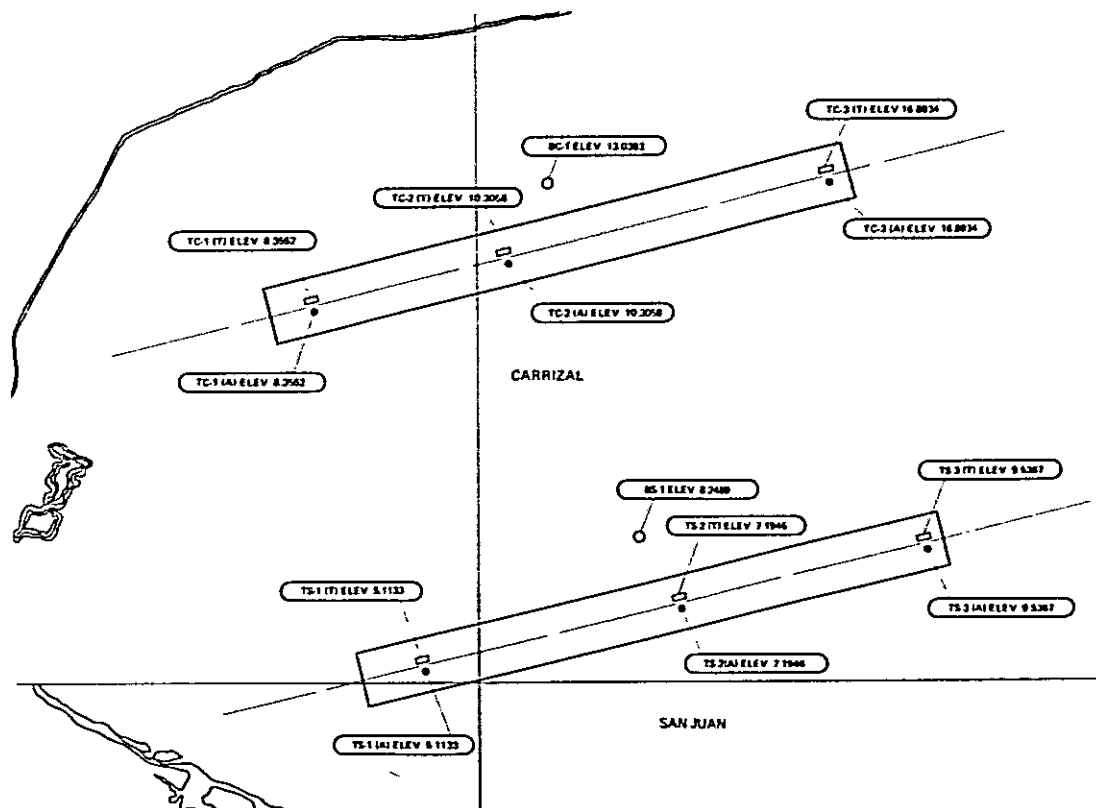 TC-3 (T) ELEV 16.8834
BC-1 ELEV 13.0383
TC-2 (T) ELEV 10.3058
TC-1 (T) ELEV 8.3562
TC-3 (A) ELEV 16.8834
TC-2 (A) ELEV 10.3058
CARRIZAL
TC-1 (A) ELEV 8.3562
TS-3 (T) ELEV 9.5367
BS-1 ELEV 8.2488
TS-2 (T) ELEV 7.1946
TS-1 (T) ELEV 5.1133
TS-3 (A) ELEV 9.5367
TS-2 (A) ELEV 7.1946
SAN JUAN
TS-1 (A) ELEV 5.1133